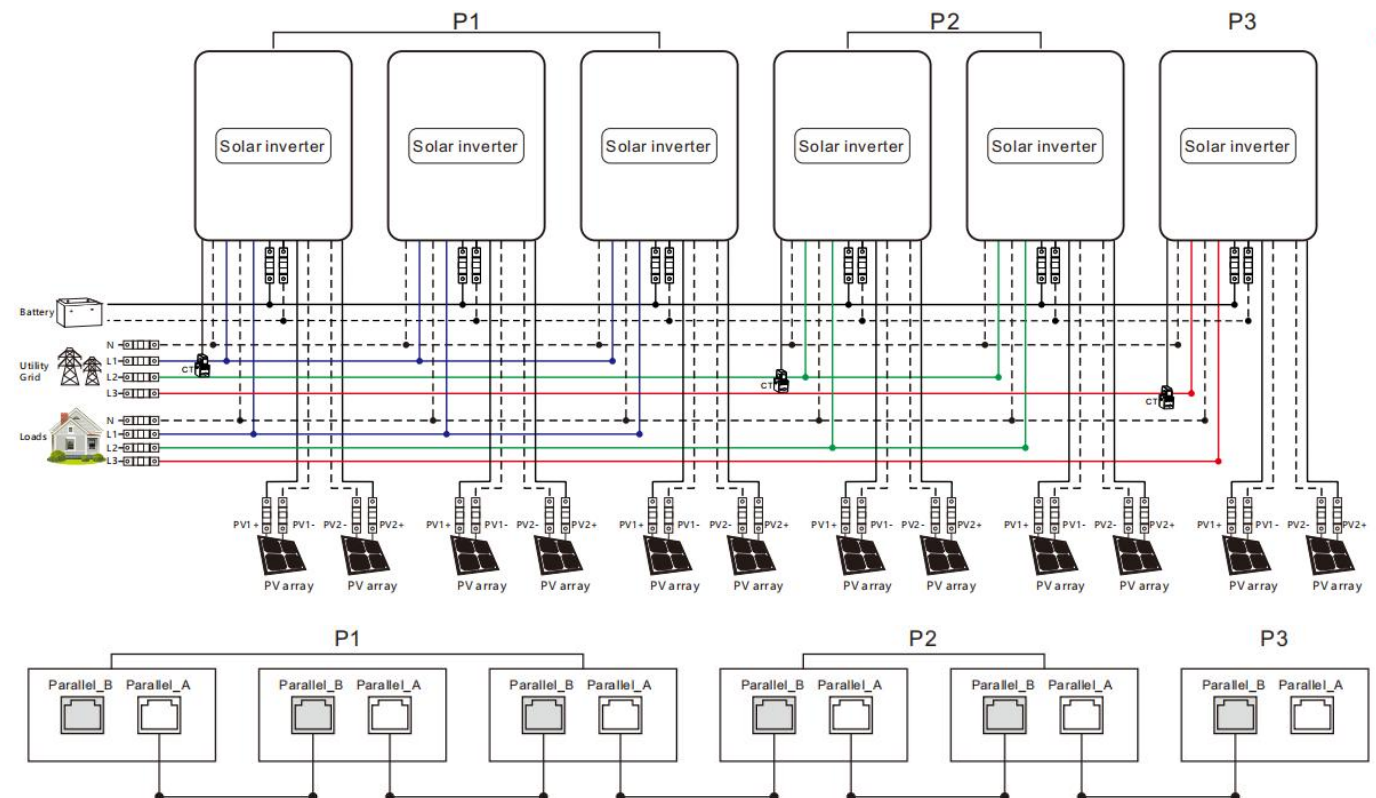 P1 P2 P3
Solar inverter Solar inverter Solar inverter Solar inverter Solar inverter Solar inverter
Battery
Utility
Grid
N
L1
L2
L3
CT CT CT
Loads
N
L1
L2
L3
PV1+ PV1- PV2- PV2+ PV1+ PV1- PV2- PV2+ PV1+ PV1- PV2- PV2+ PV1+ PV1- PV2- PV2+ PV1+ PV1- PV2- PV2+ PV1+ PV1- PV2- PV2+
PV array PV array PV array PV array PV array PV array PV array PV array PV array PV array PV array PV array
P1 P2 P3
Parallel_B Parallel_A Parallel_B Parallel_A Parallel_B Parallel_A Parallel_B Parallel_A Parallel_B Parallel_A Parallel_B Parallel_A